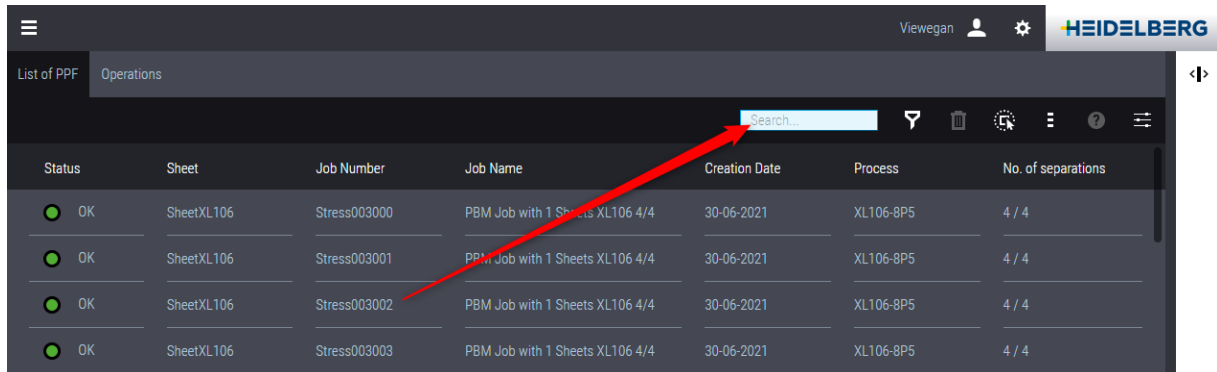 Viewegan HEIDELBERG
List of PPF Operations
Search...
Status Sheet Job Number Job Name Creation Date Process No. of separations
OK SheetXL106 Stress003000 PBM Job with 1 Sheets XL106 4/4 30-06-2021 XL106-8P5 4 / 4
OK SheetXL106 Stress003001 PBM Job with 1 Sheets XL106 4/4 30-06-2021 XL106-8P5 4 / 4
OK SheetXL106 Stress003002 PBM Job with 1 Sheets XL106 4/4 30-06-2021 XL106-8P5 4 / 4
OK SheetXL106 Stress003003 PBM Job with 1 Sheets XL106 4/4 30-06-2021 XL106-8P5 4 / 4